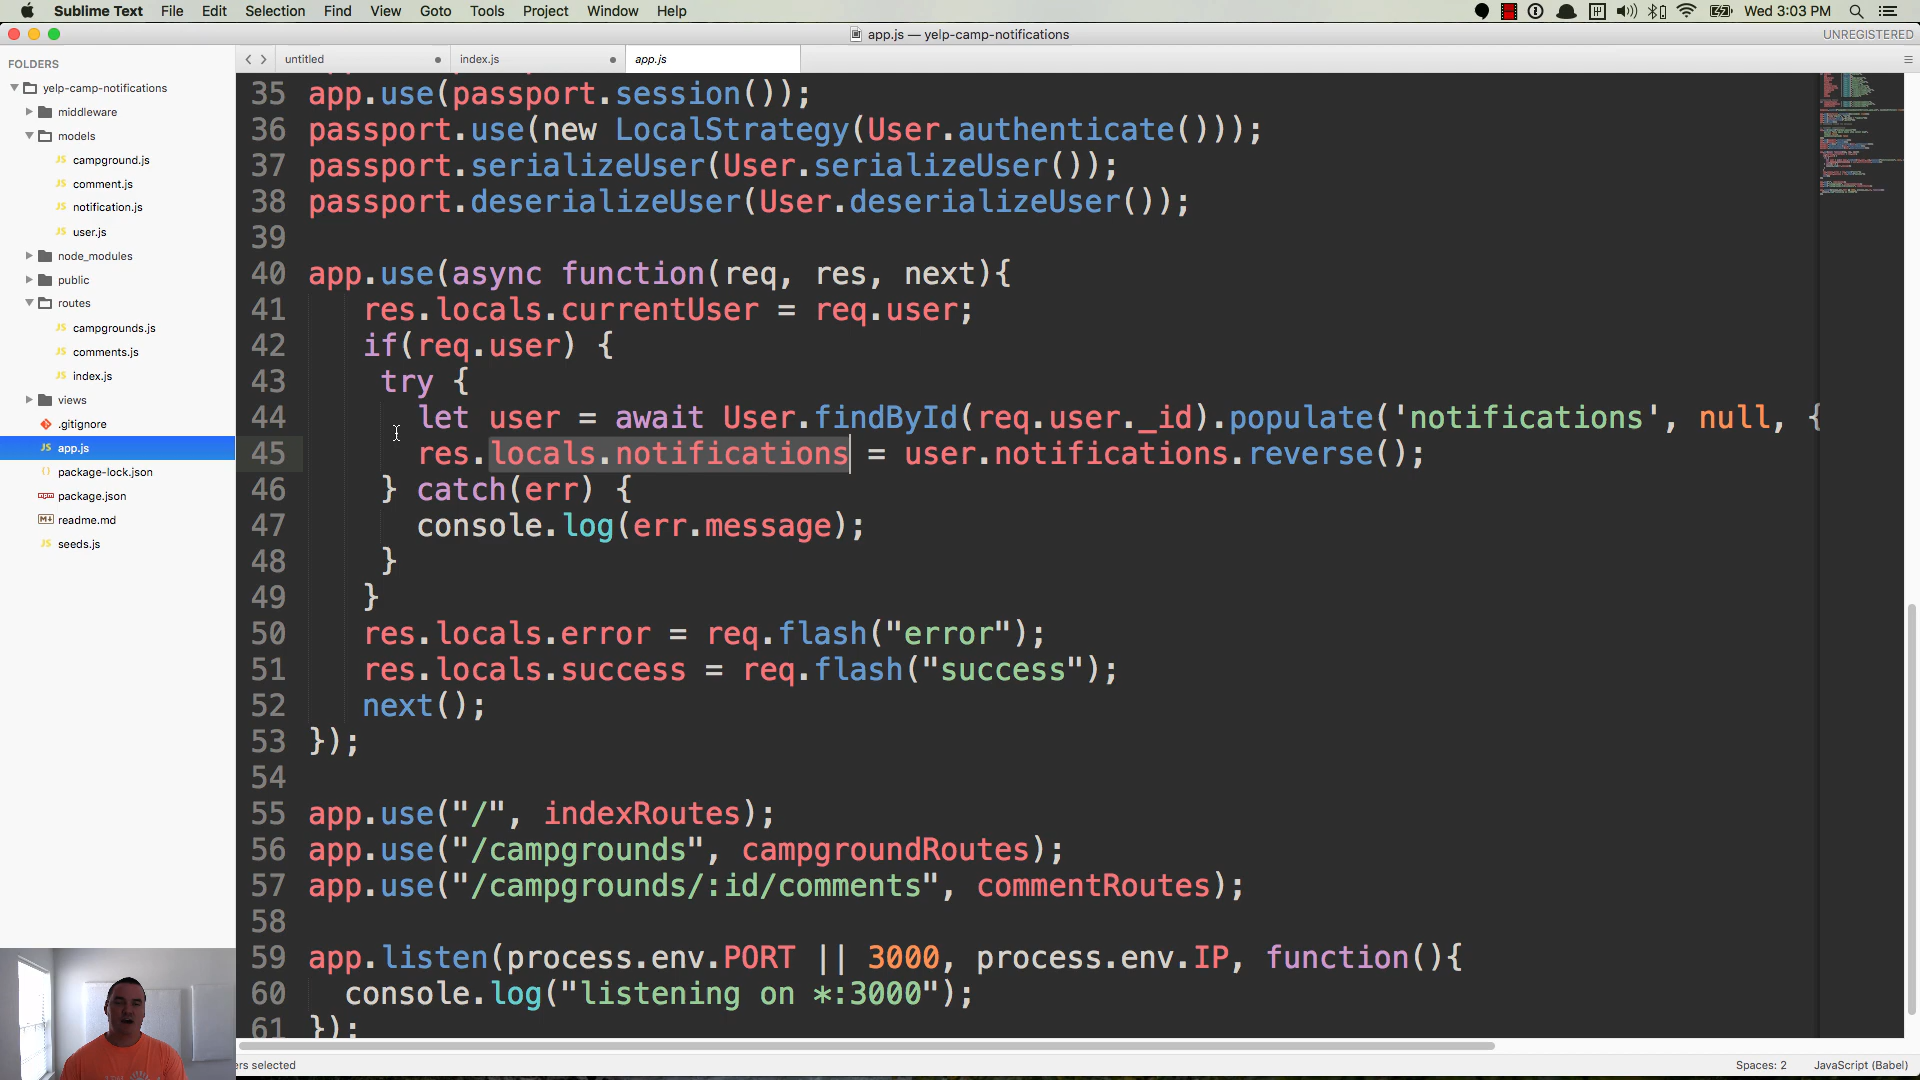 Sublime Text File Edit Selection Find View Goto Tools Project Window Help Wed 3:03 PM
app.js — yelp-camp-notifications UNREGISTERED
FOLDERS
yelp-camp-notifications
middleware
models
campground.js
comment.js
notification.js
user.js
node_modules
public
routes
campgrounds.js
comments.js
index.js
views
.gitignore
app.js
package-lock.json
package.json
readme.md
seeds.js
untitled index.js app.js
35 app.use(passport.session());
36 passport.use(new LocalStrategy(User.authenticate()));
37 passport.serializeUser(User.serializeUser());
38 passport.deserializeUser(User.deserializeUser());
39
40 app.use(async function(req, res, next){
41 res.locals.currentUser = req.user;
42 if(req.user) {
43 try {
44 let user = await User.findById(req.user._id).populate('notifications', null, {
45 res.locals.notifications = user.notifications.reverse();
46 } catch(err) {
47 console.log(err.message);
48 }
49 }
50 res.locals.error = req.flash("error");
51 res.locals.success = req.flash("success");
52 next();
53 });
54
55 app.use("/", indexRoutes);
56 app.use("/campgrounds", campgroundRoutes);
57 app.use("/campgrounds/:id/comments", commentRoutes);
58
59 app.listen(process.env.PORT || 3000, process.env.IP, function(){
60 console.log("listening on *:3000");
61 });
ers selected Spaces: 2 JavaScript (Babel)